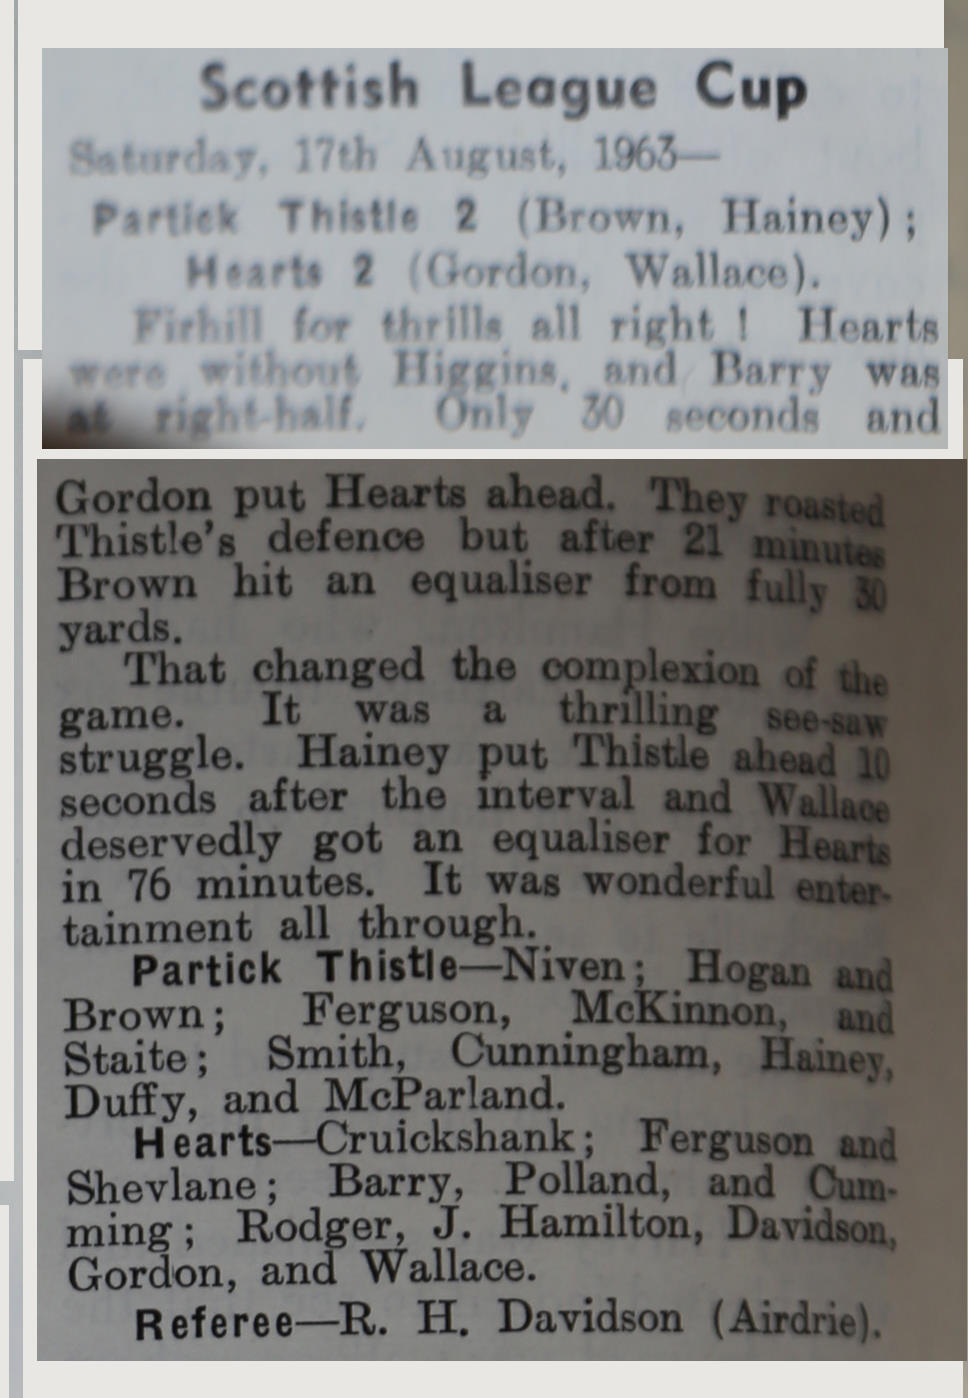 Scottish League Cup
Saturday, 17th August, 1963—
Partick Thistle 2 (Brown, Hainey);
Hearts 2 (Gordon, Wallace).
Firhill for thrills all right ! Hearts
were without Higgins, and Barry was
at right-half. Only 30 seconds and
Gordon put Hearts ahead. They roasted
Thistle's defence but after 21 minutes
Brown hit an equaliser from fully 30
yards.
That changed the complexion of the
game. It was a thrilling see-saw
struggle. Hainey put Thistle ahead 10
seconds after the interval and Wallace
deservedly got an equaliser for Hearts
in 76 minutes. It was wonderful enter-
tainment all through.
Partick Thistle—Niven; Hogan and
Brown; Ferguson, McKinnon, and
Staite; Smith, Cunningham, Hainey,
Duffy, and McParland.
Hearts—Cruickshank; Ferguson and
Shevlane; Barry, Polland, and Cum-
ming; Rodger, J. Hamilton, Davidson,
Gordon, and Wallace.
Referee—R. H. Davidson (Airdrie).